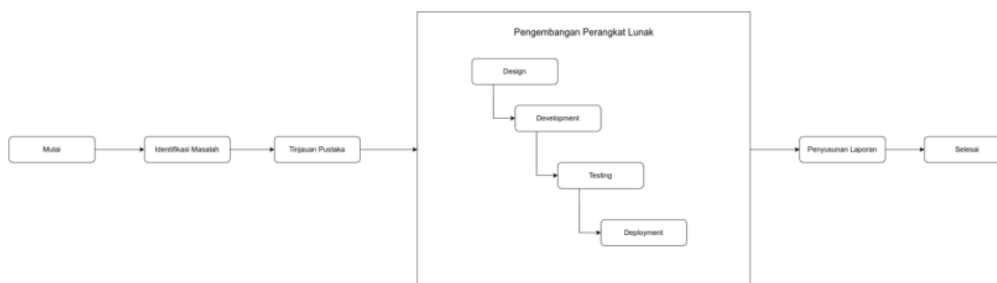 Pengembangan Perangkat Lunak
Design
Development
Mulai
Identifikasi Masalah
Tinjauan Pustaka
Penyusunan Laporan
Selesai
Testing
Deployment